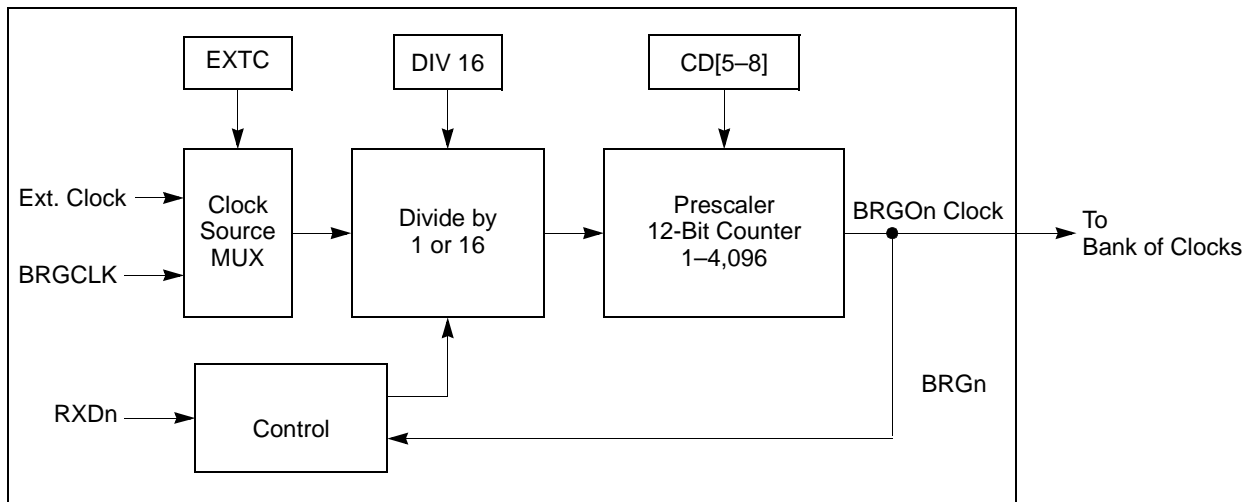 EXTC
DIV 16
CD[5–8]
Ext. Clock
BRGCLK
Clock
Source
MUX
Divide by
1 or 16
Prescaler
12-Bit Counter
1–4,096
BRGOn Clock
To
Bank of Clocks
RXDn
Control
BRGn